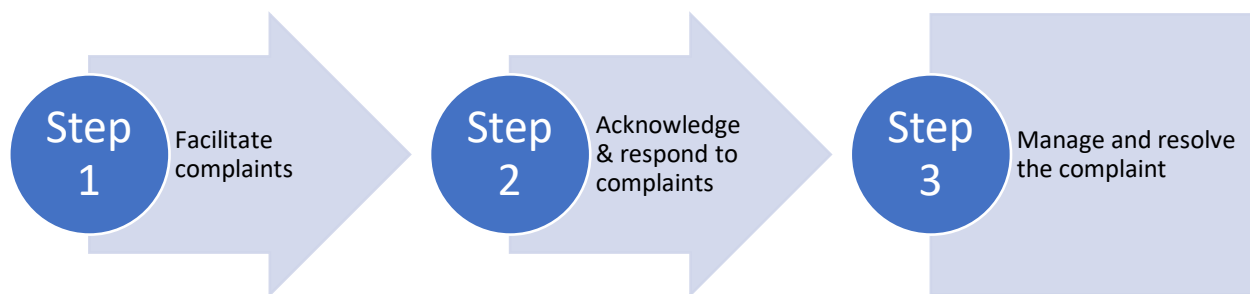 Step
1
Facilitate
complaints
Step
2
Acknowledge
& respond to
complaints
Step
3
Manage and resolve
the complaint